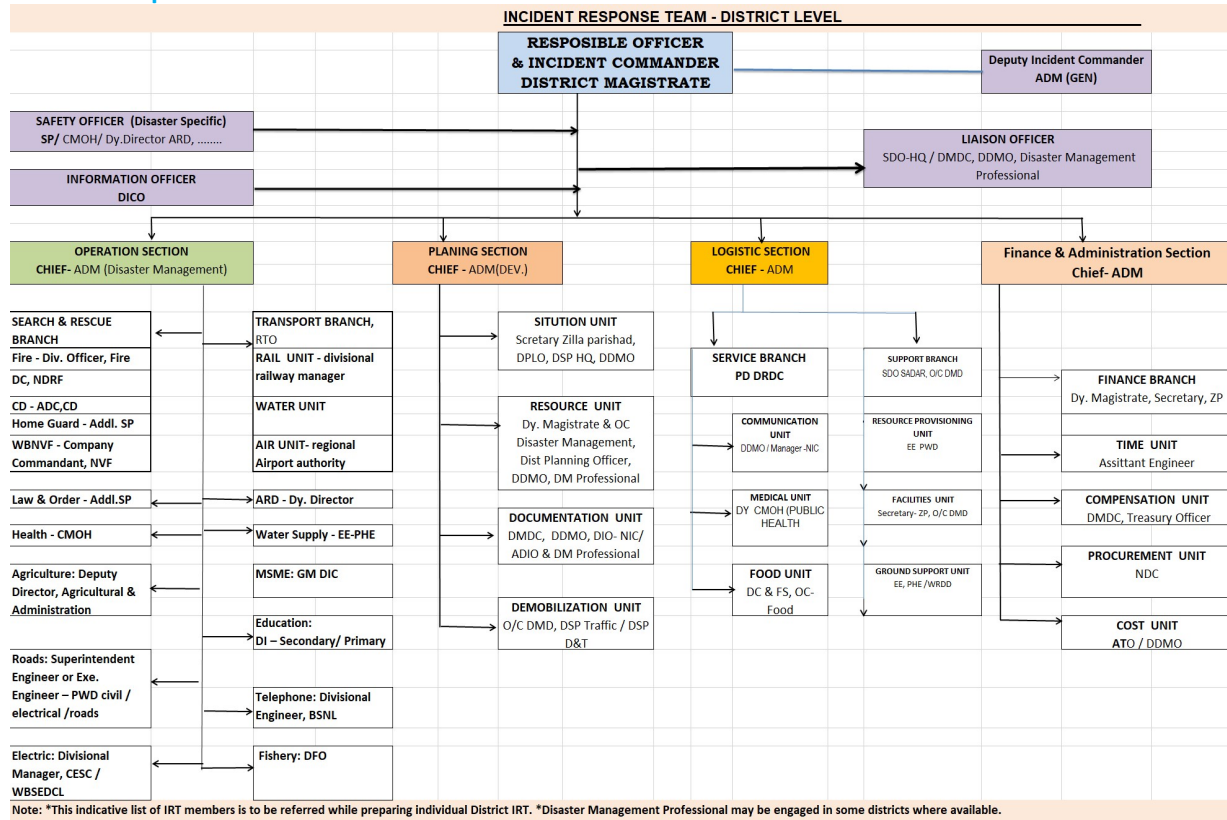 INCIDENT RESPONSE TEAM - DISTRICT LEVEL
RESPOSIBLE OFFICER
& INCIDENT COMMANDER
DISTRICT MAGISTRATE
Deputy Incident Commander
ADM (GEN)
SAFETY OFFICER (Disaster Specific)
SP/ CMOH/ Dy.Director ARD, ........
LIAISON OFFICER
SDO-HQ / DMDC, DDMO, Disaster Management
Professional
INFORMATION OFFICER
DICO
OPERATION SECTION
CHIEF- ADM (Disaster Management)
PLANING SECTION
CHIEF - ADM(DEV.)
LOGISTIC SECTION
CHIEF - ADM
Finance & Administration Section
Chief- ADM
SEARCH & RESCUE
BRANCH
Fire - Div. Officer, Fire
DC, NDRF
CD - ADC,CD
Home Guard - Addl. SP
WBNVF - Company
Commandant, NVF
Law & Order - Addl.SP
Health - CMOH
Agriculture: Deputy
Director, Agricultural &
Administration
Roads: Superintendent
Engineer or Exe.
Engineer – PWD civil /
electrical /roads
Electric: Divisional
Manager, CESC /
WBSEDCL
TRANSPORT BRANCH,
RTO
RAIL UNIT - divisional
railway manager
WATER UNIT
AIR UNIT- regional
Airport authority
ARD - Dy. Director
Water Supply - EE-PHE
MSME: GM DIC
Education:
DI – Secondary/ Primary
Telephone: Divisional
Engineer, BSNL
Fishery: DFO
SITUTION UNIT
Scretary Zilla parishad,
DPLO, DSP HQ, DDMO
RESOURCE UNIT
Dy. Magistrate & OC
Disaster Management,
Dist Planning Officer,
DDMO, DM Professional
DOCUMENTATION UNIT
DMDC, DDMO, DIO- NIC/
ADIO & DM Professional
DEMOBILIZATION UNIT
O/C DMD, DSP Traffic / DSP
D&T
SERVICE BRANCH
PD DRDC
COMMUNICATION
UNIT
DDMO / Manager -NIC
MEDICAL UNIT
DY CMOH (PUBLIC
HEALTH
FOOD UNIT
DC & FS, OC-
Food
SUPPORT BRANCH
SDO SADAR, O/C DMD
RESOURCE PROVISIONING
UNIT
EE PWD
FACILITIES UNIT
Secretary- ZP, O/C DMD
GROUND SUPPORT UNIT
EE, PHE /WRDD
FINANCE BRANCH
Dy. Magistrate, Secretary, ZP
TIME UNIT
Assittant Engineer
COMPENSATION UNIT
DMDC, Treasury Officer
PROCUREMENT UNIT
NDC
COST UNIT
ATO / DDMO
Note: *This indicative list of IRT members is to be referred while preparing individual District IRT. *Disaster Management Professional may be engaged in some districts where available.